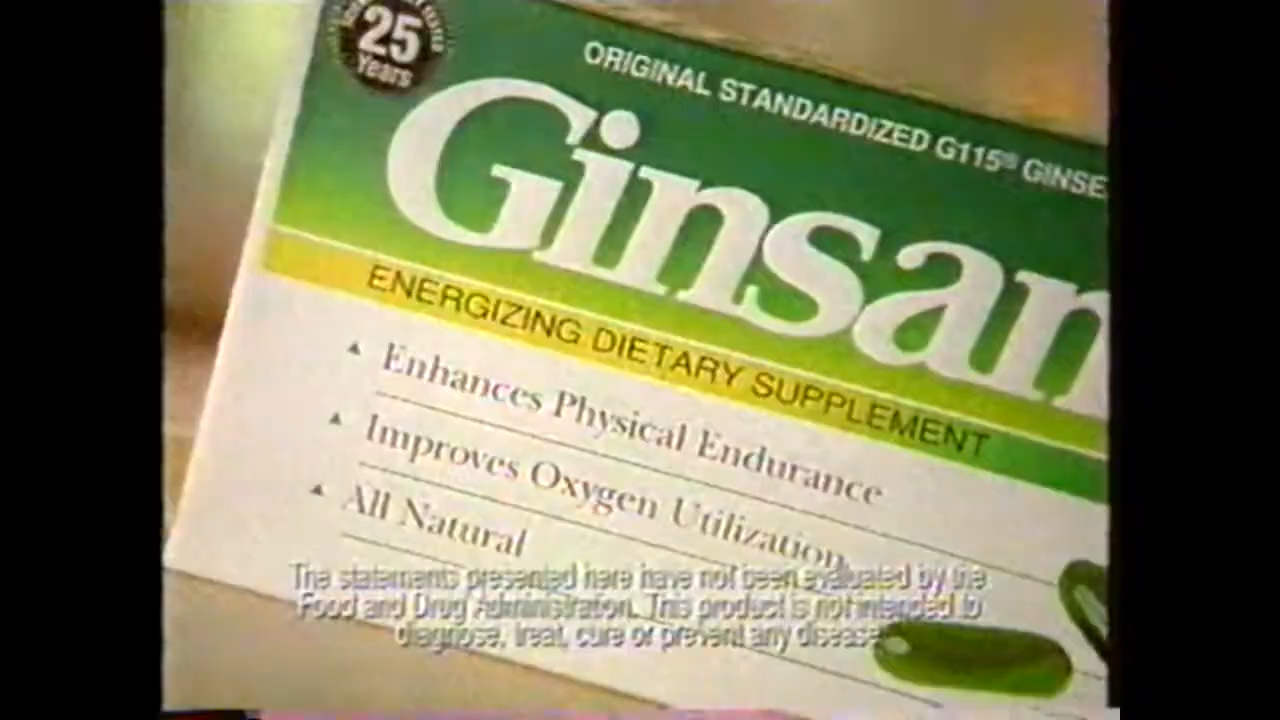 25
Years
ORIGINAL STANDARDIZED G115® GINSE
Ginsan
ENERGIZING DIETARY SUPPLEMENT
▲ Enhances Physical Endurance
▲ Improves Oxygen Utilization
▲ All Natural
The statements presented here have not been evaluated by the
Food and Drug Administration. This product is not intended to
diagnose, treat, cure or prevent any disease.